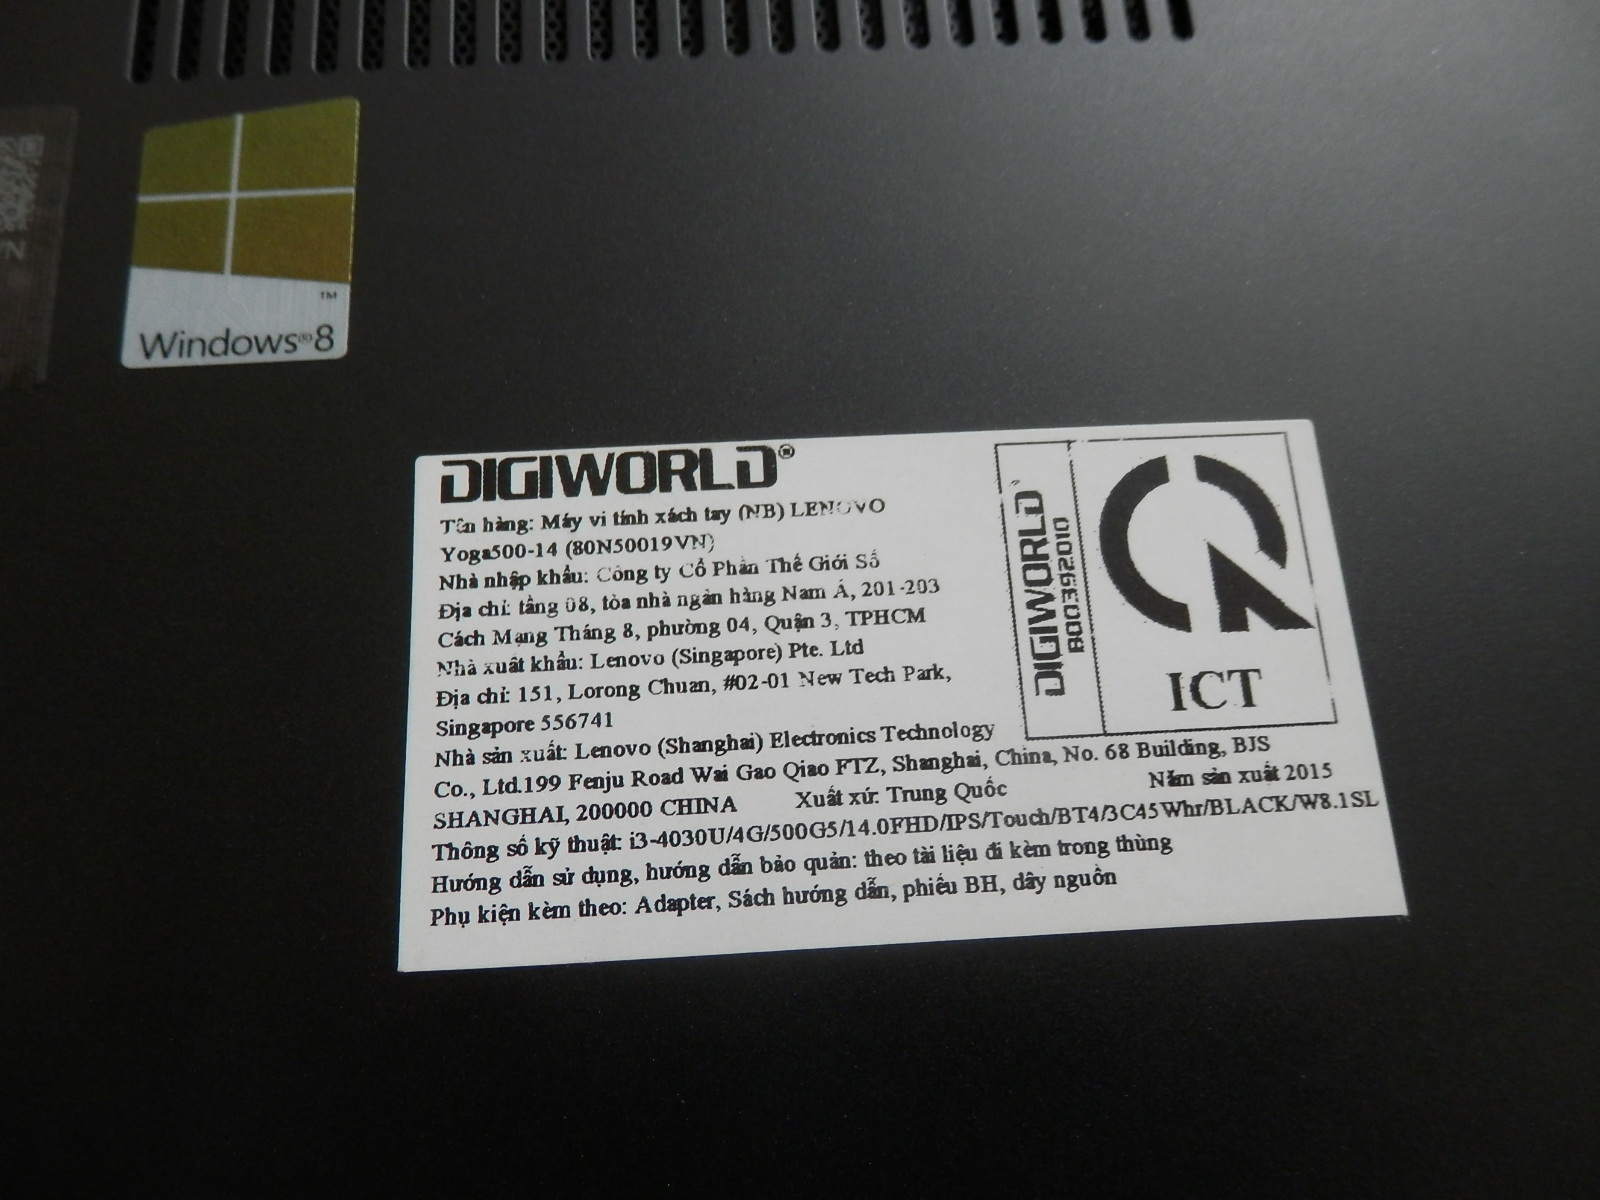 TM
Windows®8
DIGIWORLD®
Tên hàng: Máy vi tính xách tay (NB) LENOVO
Yoga500-14 (80N50019VN)
Nhà nhập khẩu: Công ty Cổ Phần Thế Giới Số
Địa chỉ: tầng 08, tòa nhà ngân hàng Nam Á, 201-203
Cách Mạng Tháng 8, phường 04, Quận 3, TPHCM
Nhà xuất khẩu: Lenovo (Singapore) Pte. Ltd
Địa chỉ: 151, Lorong Chuan, #02-01 New Tech Park,
Singapore 556741
Nhà sản xuất: Lenovo (Shanghai) Electronics Technology
Co., Ltd.199 Fenju Road Wai Gao Qiao FTZ, Shanghai, China, No. 68 Building, BJS
SHANGHAI, 200000 CHINA Xuất xứ: Trung Quốc Năm sản xuất 2015
Thông số kỹ thuật: i3-4030U/4G/500G5/14.0FHD/IPS/Touch/BT4/3C45Whr/BLACK/W8.1SL
Hướng dẫn sử dụng, hướng dẫn bảo quản: theo tài liệu đi kèm trong thùng
Phụ kiện kèm theo: Adapter, Sách hướng dẫn, phiếu BH, dây nguồn
DIGIWORLD
B00392010
ICT
N